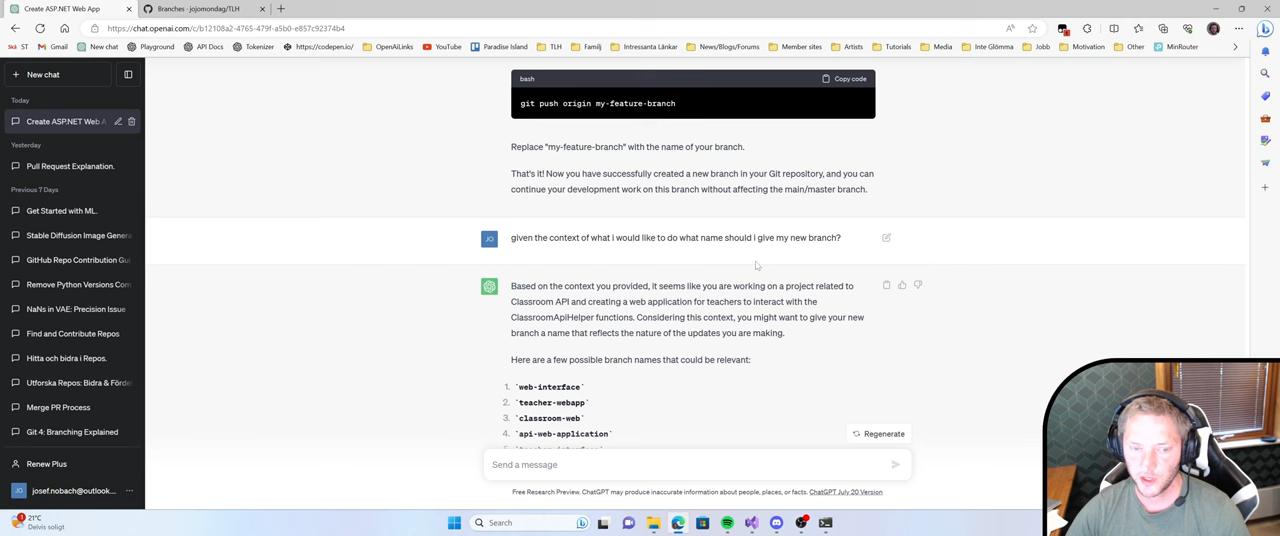 Create ASP.NET Web App
Branches · jojomondag/TLH
https://chat.openai.com/c/b12108a2-4765-479f-a5b0-e857c92374b4
Skill ST Gmail New chat Playground API Docs Tokenizer https://codepen.io/ OpenAiLinks YouTube Paradise Island TLH Familj Intressanta Länkar News/Blogs/Forums Member sites Artists Tutorials Media Inte Glömma Jobb Motivation Other MinRouter
New chat
Today
Create ASP.NET Web A
Yesterday
Pull Request Explanation.
Previous 7 Days
Get Started with ML.
Stable Diffusion Image Genera
GitHub Repo Contribution Gui
Remove Python Versions Com
NaNs in VAE: Precision Issue
Find and Contribute Repos
Hitta och bidra i Repos.
Utforska Repos: Bidra & Förde
Merge PR Process
Git 4: Branching Explained
Renew Plus
JO josef.nobach@outlook....
bash Copy code
git push origin my-feature-branch
Replace "my-feature-branch" with the name of your branch.
That's it! Now you have successfully created a new branch in your Git repository, and you can
continue your development work on this branch without affecting the main/master branch.
JO given the context of what i would like to do what name should i give my new branch?
Based on the context you provided, it seems like you are working on a project related to
Classroom API and creating a web application for teachers to interact with the
ClassroomApiHelper functions. Considering this context, you might want to give your new
branch a name that reflects the nature of the updates you are making.
Here are a few possible branch names that could be relevant:
1. `web-interface`
2. `teacher-webapp`
3. `classroom-web`
4. `api-web-application`
Regenerate
Send a message
Free Research Preview. ChatGPT may produce inaccurate information about people, places, or facts. ChatGPT July 20 Version
21°C
Delvis soligt
Search